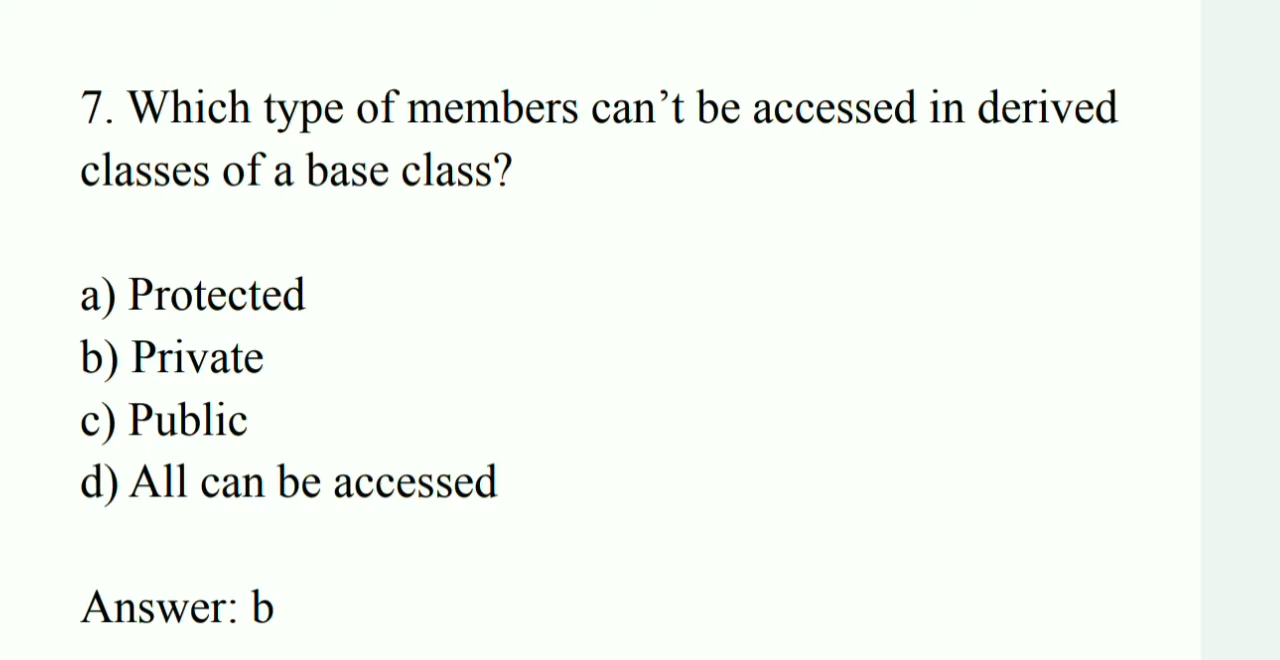 7. Which type of members can’t be accessed in derived
classes of a base class?
a) Protected
b) Private
c) Public
d) All can be accessed
Answer: b